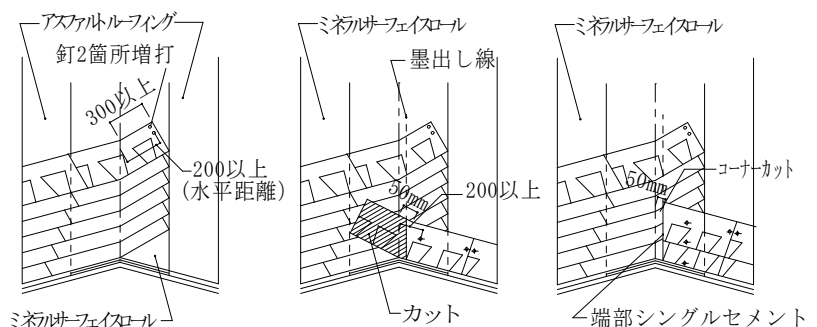 アスファルトルーフィング
釘2箇所増打
300以上
200以上
(水平距離)
ミネラルサーフェイスロール
ミネラルサーフェイスロール
墨出し線
50mm
200以上
カット
ミネラルサーフェイスロール
コーナーカット
50mm
端部シングルセメント